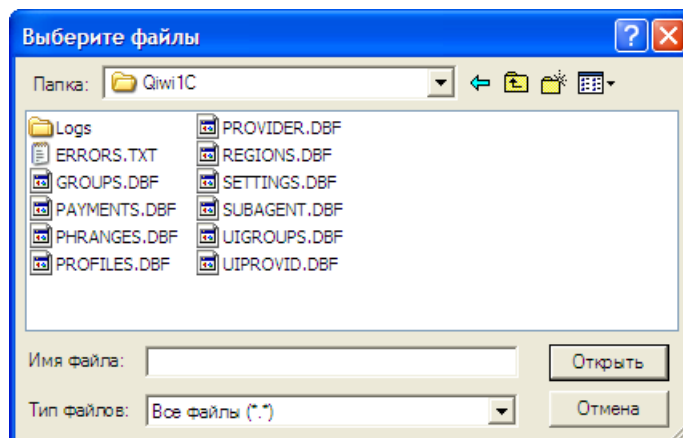 Выберите файлы
Папка: Qiwi1C
Logs PROVIDER.DBF
ERRORS.TXT REGIONS.DBF
GROUPS.DBF SETTINGS.DBF
PAYMENTS.DBF SUBAGENT.DBF
PHRANGES.DBF UIGROUPS.DBF
PROFILES.DBF UIPROVID.DBF
Имя файла: Открыть
Тип файлов: Все файлы (*.*) Отмена